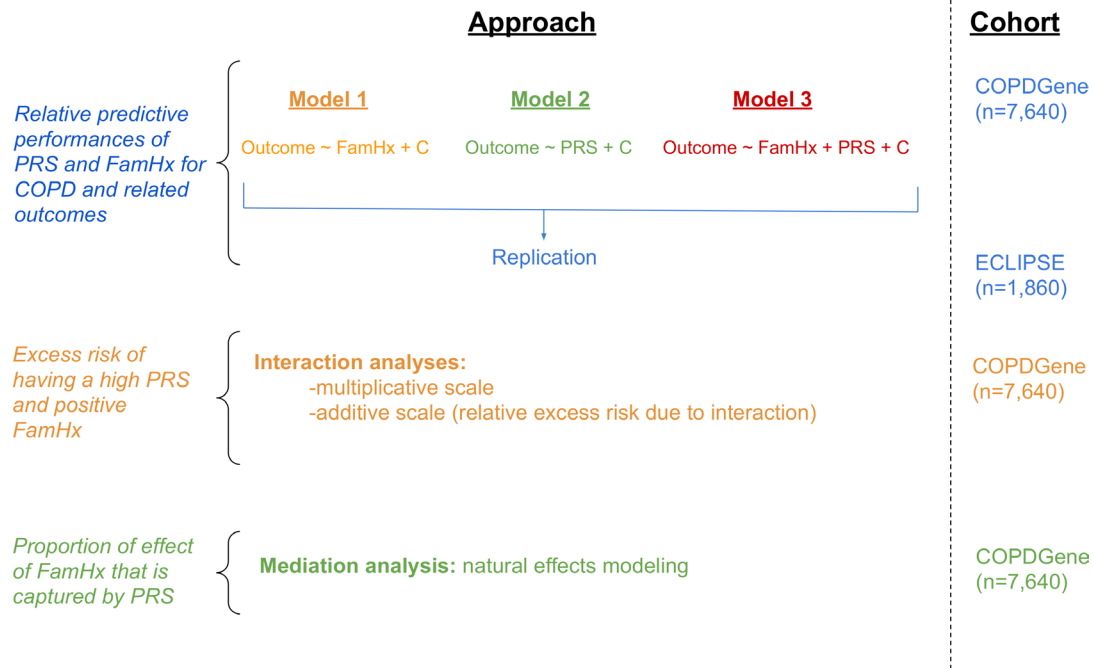 Approach
Cohort
Relative predictive
performances of
PRS and FamHx for
COPD and related
outcomes
Model 1
Model 2
Model 3
Outcome ~ FamHx + C
Outcome ~ PRS + C
Outcome ~ FamHx + PRS + C
Replication
COPDGene
(n=7,640)
ECLIPSE
(n=1,860)
Excess risk of
having a high PRS
and positive
FamHx
Interaction analyses:
-multiplicative scale
-additive scale (relative excess risk due to interaction)
COPDGene
(n=7,640)
Proportion of effect
of FamHx that is
captured by PRS
Mediation analysis: natural effects modeling
COPDGene
(n=7,640)